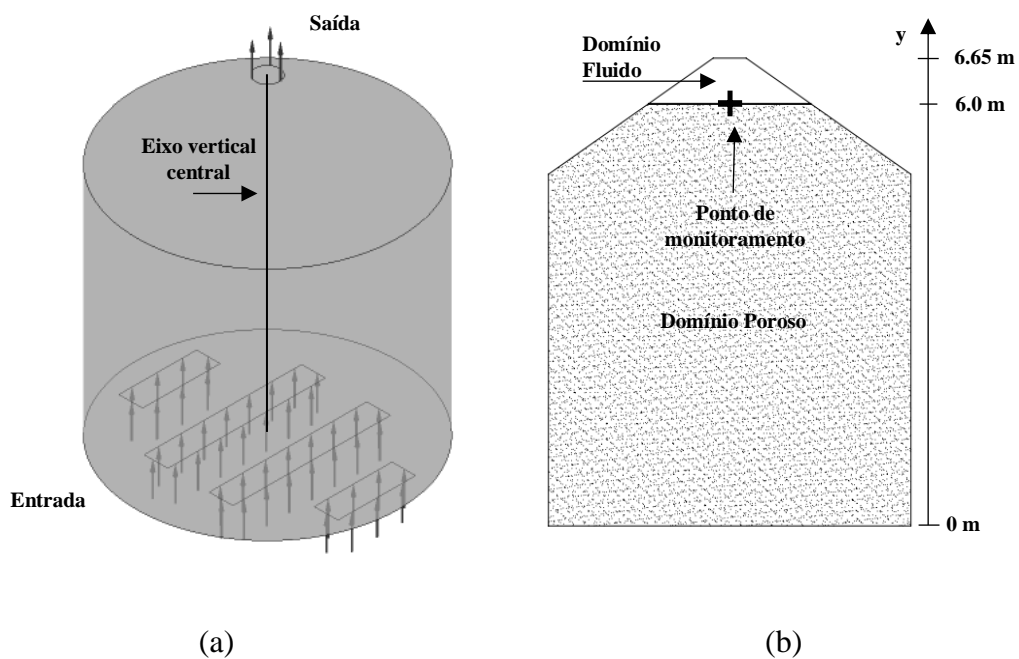 Saída
Eixo vertical
central
Entrada
(a)
Domínio
Fluido
y
6.65 m
6.0 m
Ponto de
monitoramento
Domínio Poroso
0 m
(b)